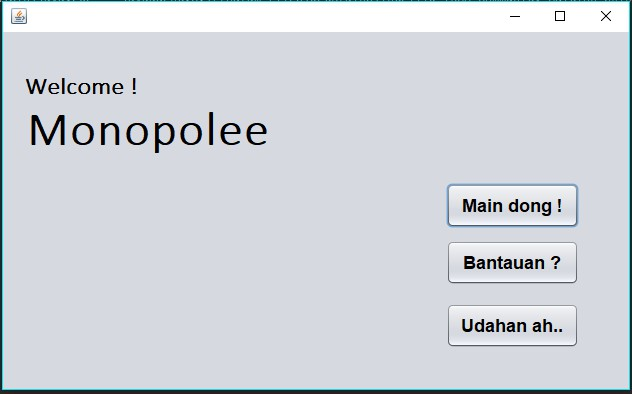 Welcome !
Monopolee
Main dong !
Bantauan ?
Udahan ah..